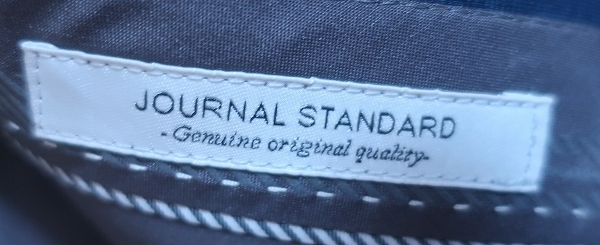 JOURNAL STANDARD
- Genuine original quality-